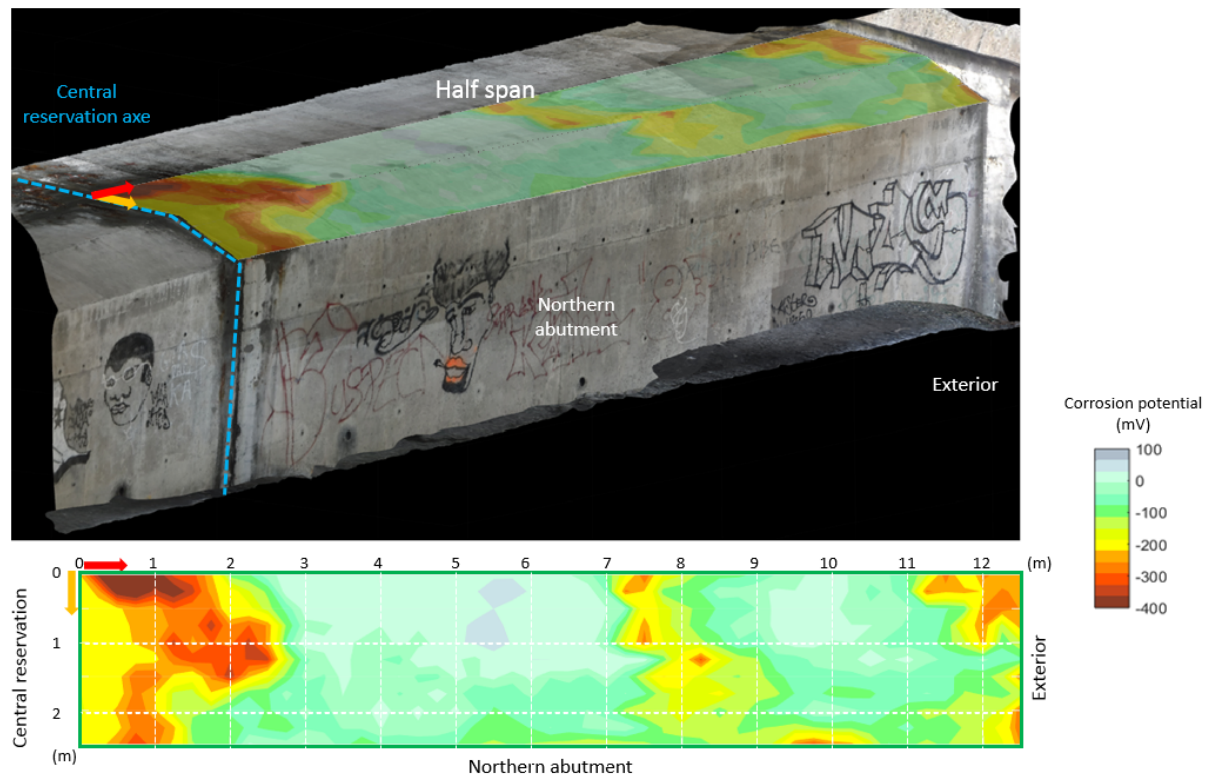 Half span
Central
reservation axe
Northern
abutment
Exterior
Corrosion potential
(mV)
100
0
-100
-200
-300
-400
0 1 2 3 4 5 6 7 8 9 10 11 12 (m)
0
1
2
(m)
Central reservation
Exterior
Northern abutment